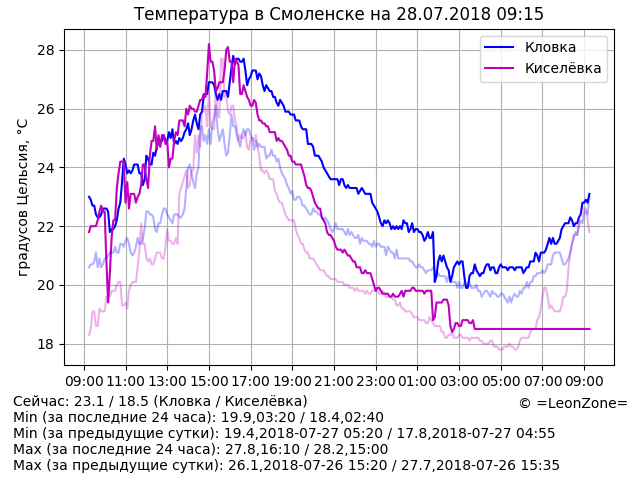 Температура в Смоленске на 28.07.2018 09:15
28
26
24
22
20
18
градусов Цельсия, °C
Кловка
Киселёвка
09:00 11:00 13:00 15:00 17:00 19:00 21:00 23:00 01:00 03:00 05:00 07:00 09:00
Сейчас: 23.1 / 18.5 (Кловка / Киселёвка)
© =LeonZone=
Min (за последние 24 часа): 19.9,03:20 / 18.4,02:40
Min (за предыдущие сутки): 19.4,2018-07-27 05:20 / 17.8,2018-07-27 04:55
Max (за последние 24 часа): 27.8,16:10 / 28.2,15:00
Max (за предыдущие сутки): 26.1,2018-07-26 15:20 / 27.7,2018-07-26 15:35